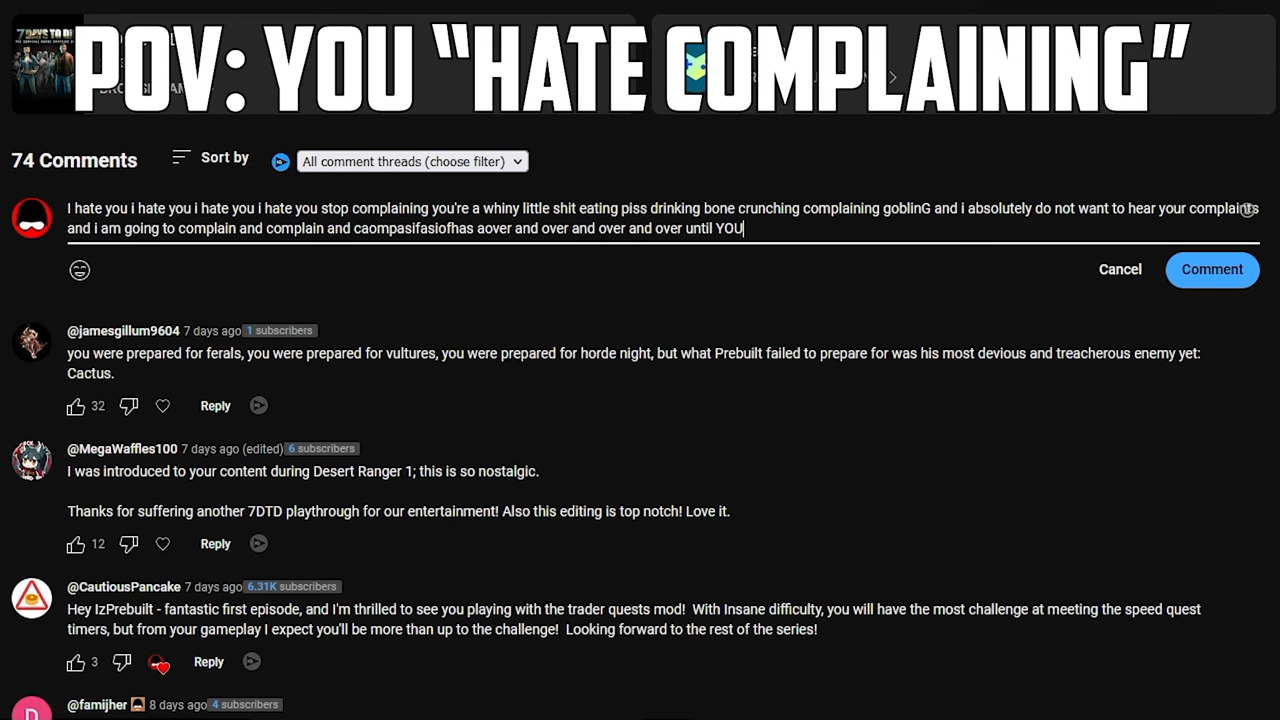 7 DAYS TO DIE
POV: YOU “HATE COMPLAINING”
74 Comments
Sort by
All comment threads (choose filter)
I hate you i hate you i hate you i hate you stop complaining you're a whiny little shit eating piss drinking bone crunching complaining goblinG and i absolutely do not want to hear your complaints
and i am going to complain and complain and caompasifasiofhas aover and over and over and over until YOU
Cancel
Comment
@jamesgillum9604 7 days ago 1 subscribers
you were prepared for ferals, you were prepared for vultures, you were prepared for horde night, but what Prebuilt failed to prepare for was his most devious and treacherous enemy yet:
Cactus.
32 Reply
@MegaWaffles100 7 days ago (edited) 6 subscribers
I was introduced to your content during Desert Ranger 1; this is so nostalgic.
Thanks for suffering another 7DTD playthrough for our entertainment! Also this editing is top notch! Love it.
12 Reply
@CautiousPancake 7 days ago 6.31K subscribers
Hey IzPrebuilt - fantastic first episode, and I'm thrilled to see you playing with the trader quests mod! With Insane difficulty, you will have the most challenge at meeting the speed quest
timers, but from your gameplay I expect you'll be more than up to the challenge! Looking forward to the rest of the series!
3 Reply
@famijher 8 days ago 4 subscribers